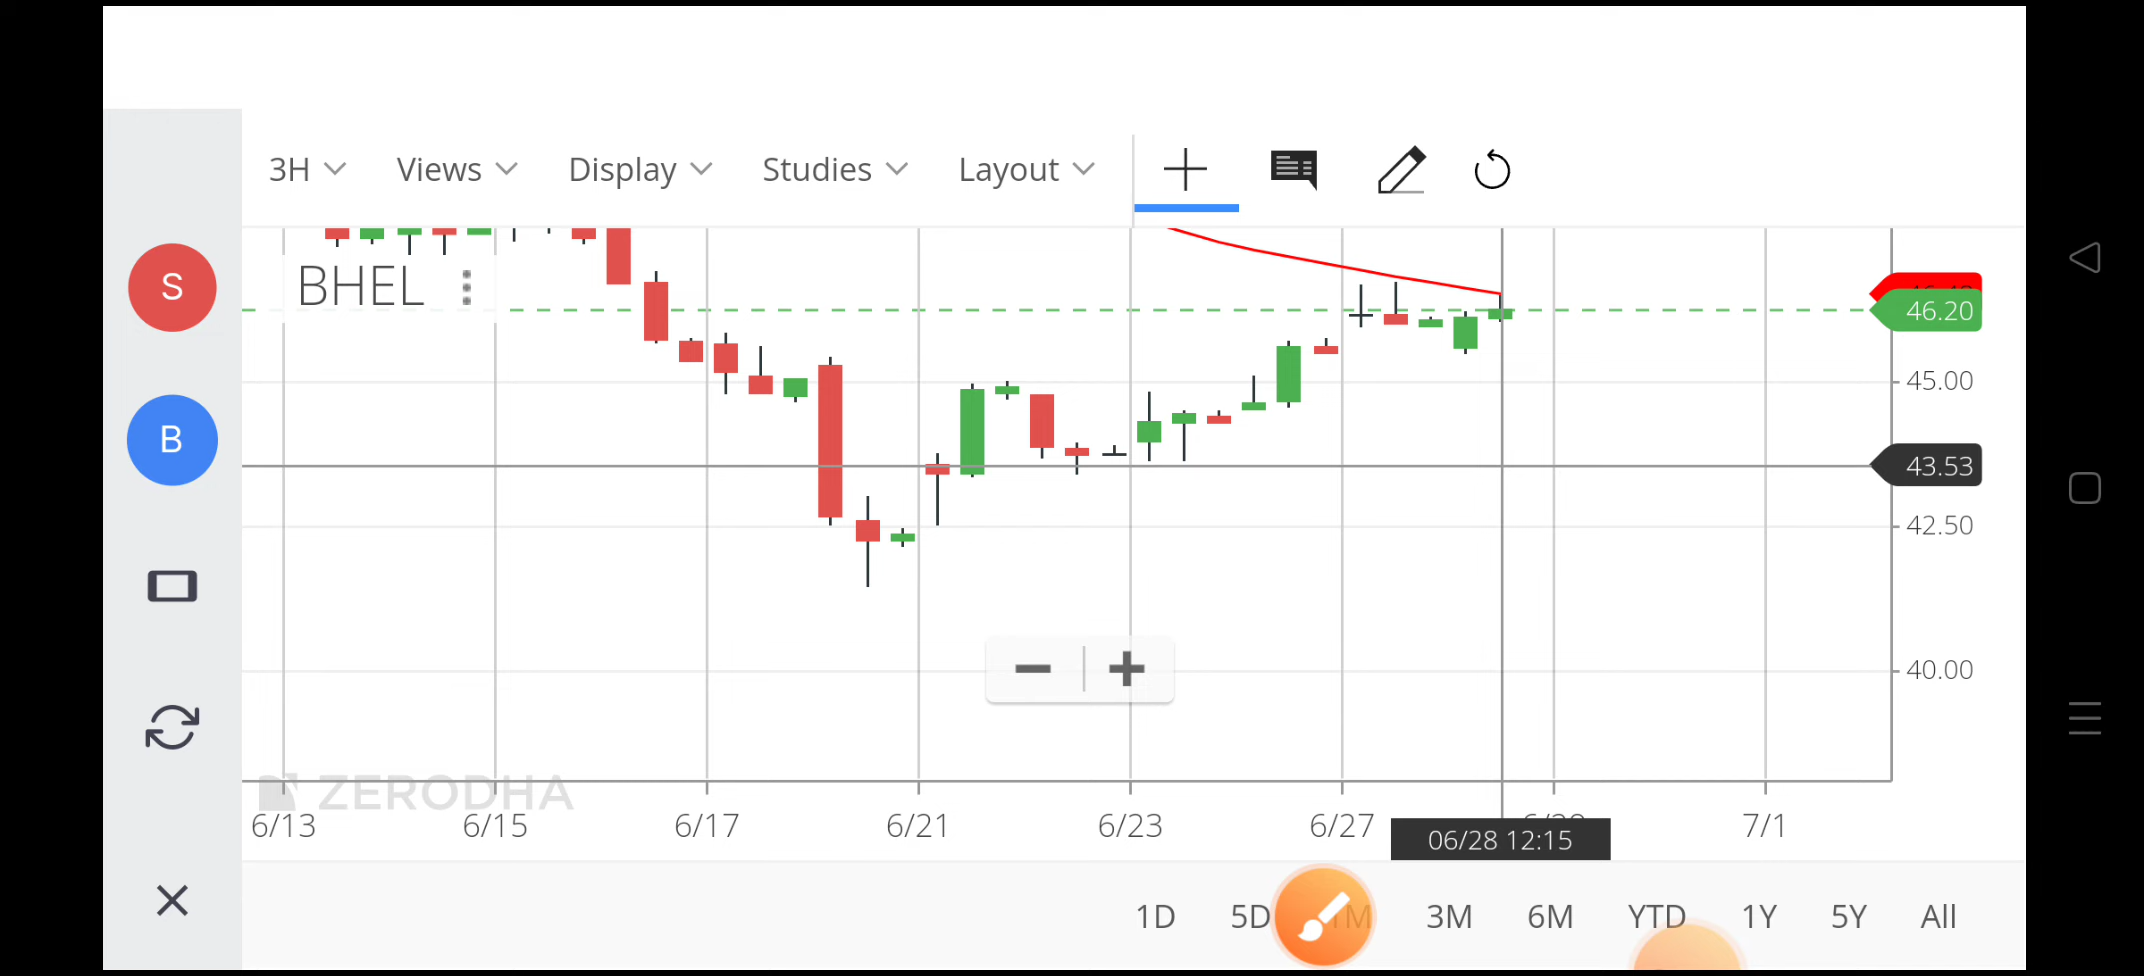 3H Views Display Studies Layout
S
BHEL
46.20
45.00
B
43.53
42.50
40.00
ZERODHA
6/13 6/15 6/17 6/21 6/23 6/27 7/1
06/28 12:15
1D 5D 1M 3M 6M YTD 1Y 5Y All